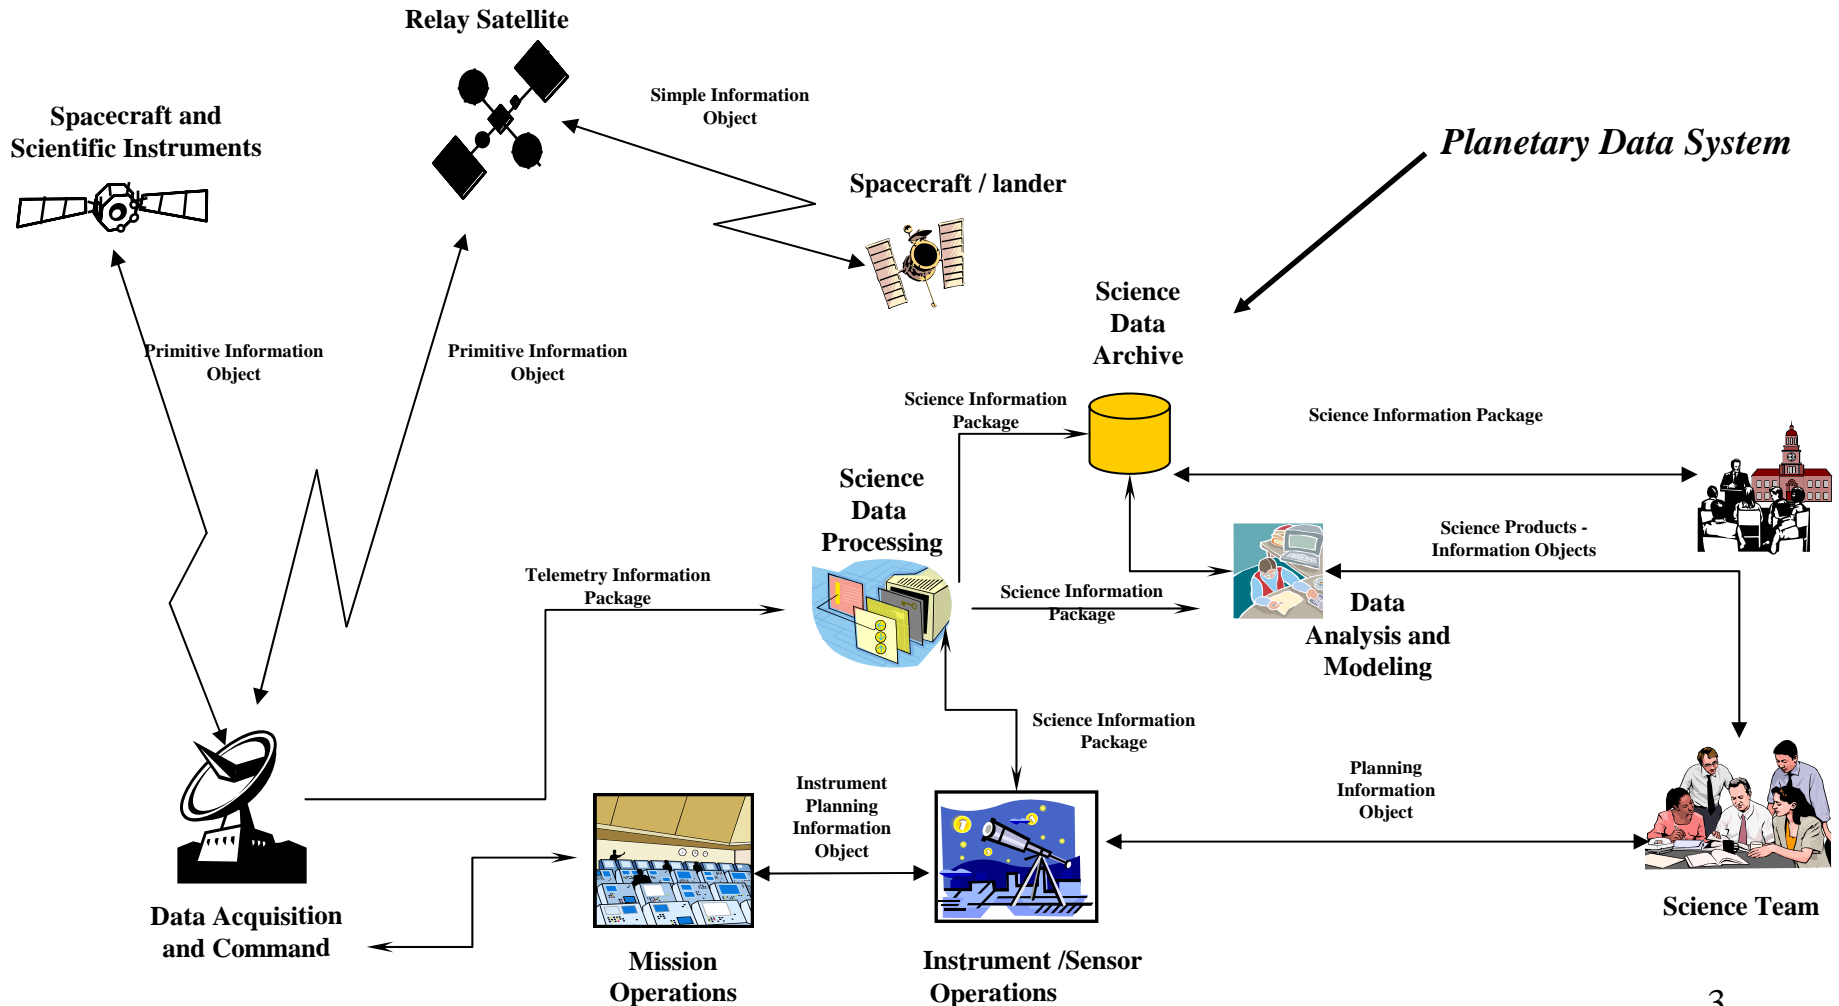 Relay Satellite
Spacecraft and
Scientific Instruments
Simple Information
Object
Planetary Data System
Spacecraft / lander
Science
Data
Archive
Primitive Information
Object
Primitive Information
Object
Science Information
Package
Science Information Package
Science
Data
Processing
Science Products -
Information Objects
Telemetry Information
Package
Science Information Package
Data
Analysis and
Modeling
Science Information
Package
Instrument
Planning
Information
Object
Planning
Information
Object
Data Acquisition
and Command
Science Team
Mission
Operations
Instrument /Sensor
Operations
3